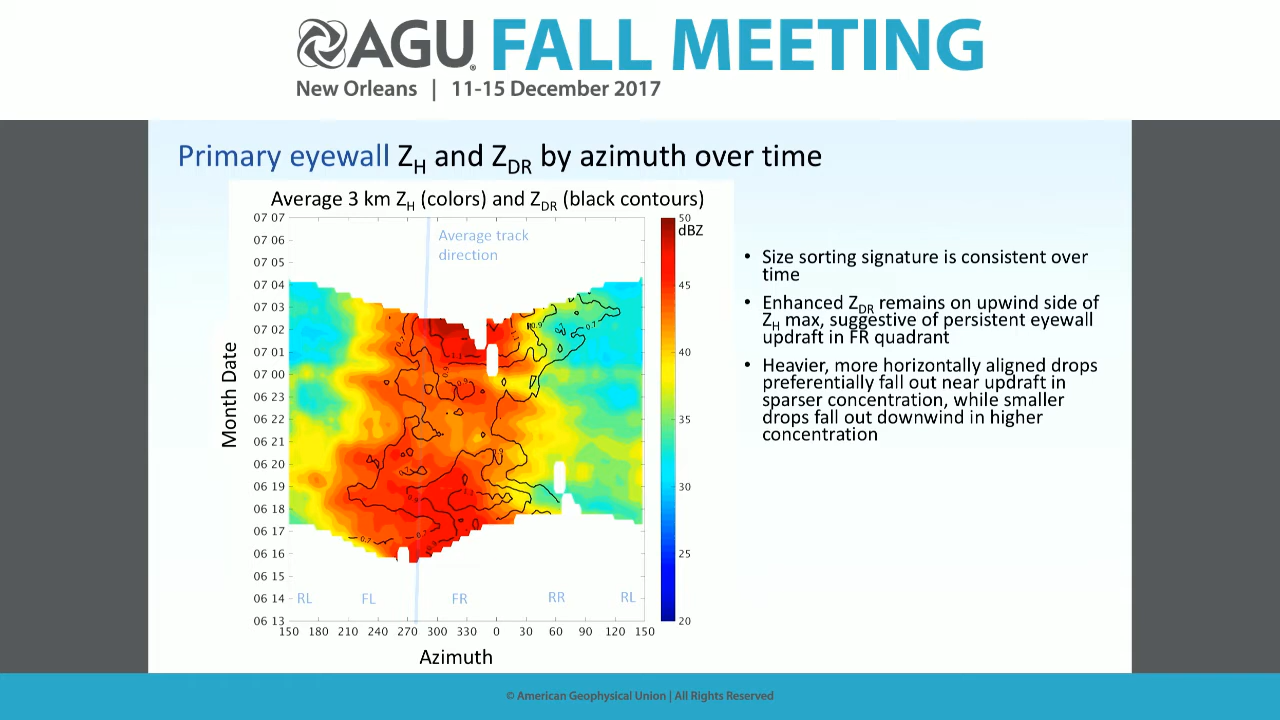 AGU FALL MEETING
New Orleans | 11-15 December 2017
Primary eyewall ZH and ZDR by azimuth over time
Average 3 km ZH (colors) and ZDR (black contours)
Average track
direction
50
dBZ
45
40
35
30
25
20
Month Date
07 07
07 06
07 05
07 04
07 03
07 02
07 01
07 00
06 23
06 22
06 21
06 20
06 19
06 18
06 17
06 16
06 15
06 14
06 13
RL FL FR RR RL
150 180 210 240 270 300 330 0 30 60 90 120 150
Azimuth
• Size sorting signature is consistent over
time
• Enhanced ZDR remains on upwind side of
ZH max, suggestive of persistent eyewall
updraft in FR quadrant
• Heavier, more horizontally aligned drops
preferentially fall out near updraft in
sparser concentration, while smaller
drops fall out downwind in higher
concentration
© American Geophysical Union | All Rights Reserved